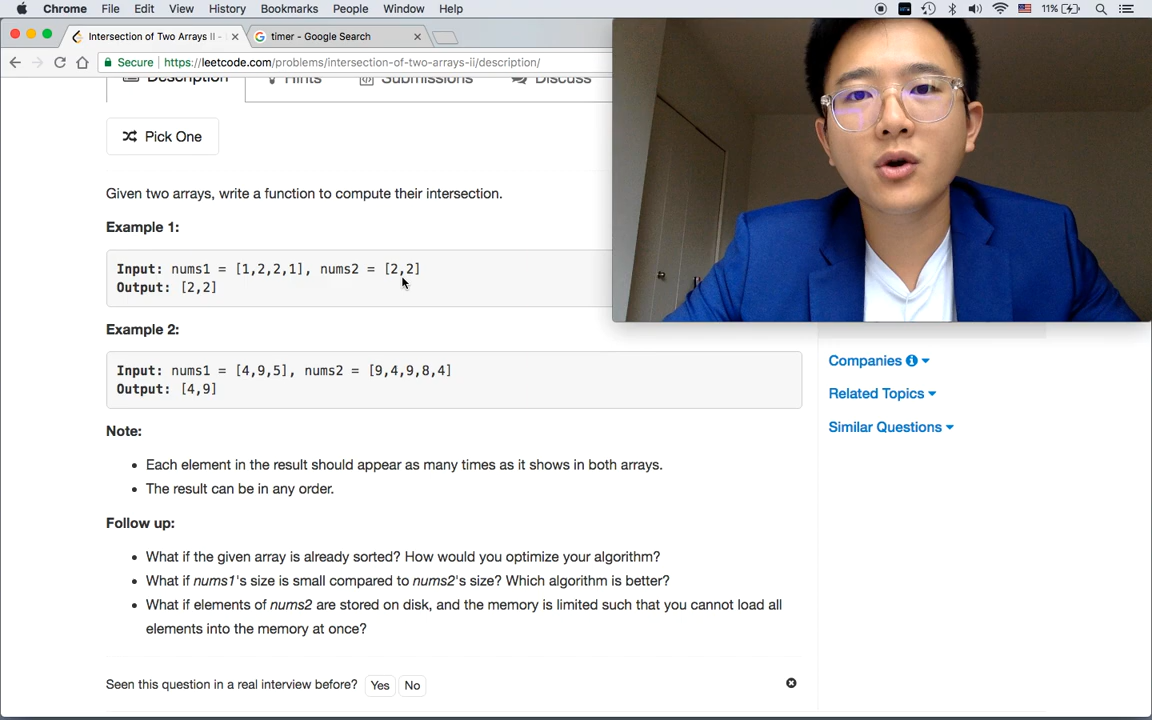 Chrome File Edit View History Bookmarks People Window Help 11%
Intersection of Two Arrays II - timer - Google Search
Secure https://leetcode.com/problems/intersection-of-two-arrays-ii/description/
Description Hints Submissions Discuss
Pick One
Given two arrays, write a function to compute their intersection.
Example 1:
Input: nums1 = [1,2,2,1], nums2 = [2,2]
Output: [2,2]
Example 2:
Input: nums1 = [4,9,5], nums2 = [9,4,9,8,4]
Output: [4,9]
Companies
Related Topics
Similar Questions
Note:
Each element in the result should appear as many times as it shows in both arrays.
The result can be in any order.
Follow up:
What if the given array is already sorted? How would you optimize your algorithm?
What if nums1's size is small compared to nums2's size? Which algorithm is better?
What if elements of nums2 are stored on disk, and the memory is limited such that you cannot load all
elements into the memory at once?
Seen this question in a real interview before? Yes No